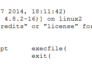 7 2014, 18:11:42)
4.8.2-16)] on linux2
redits" or "license" for
pt execfile(
exit(